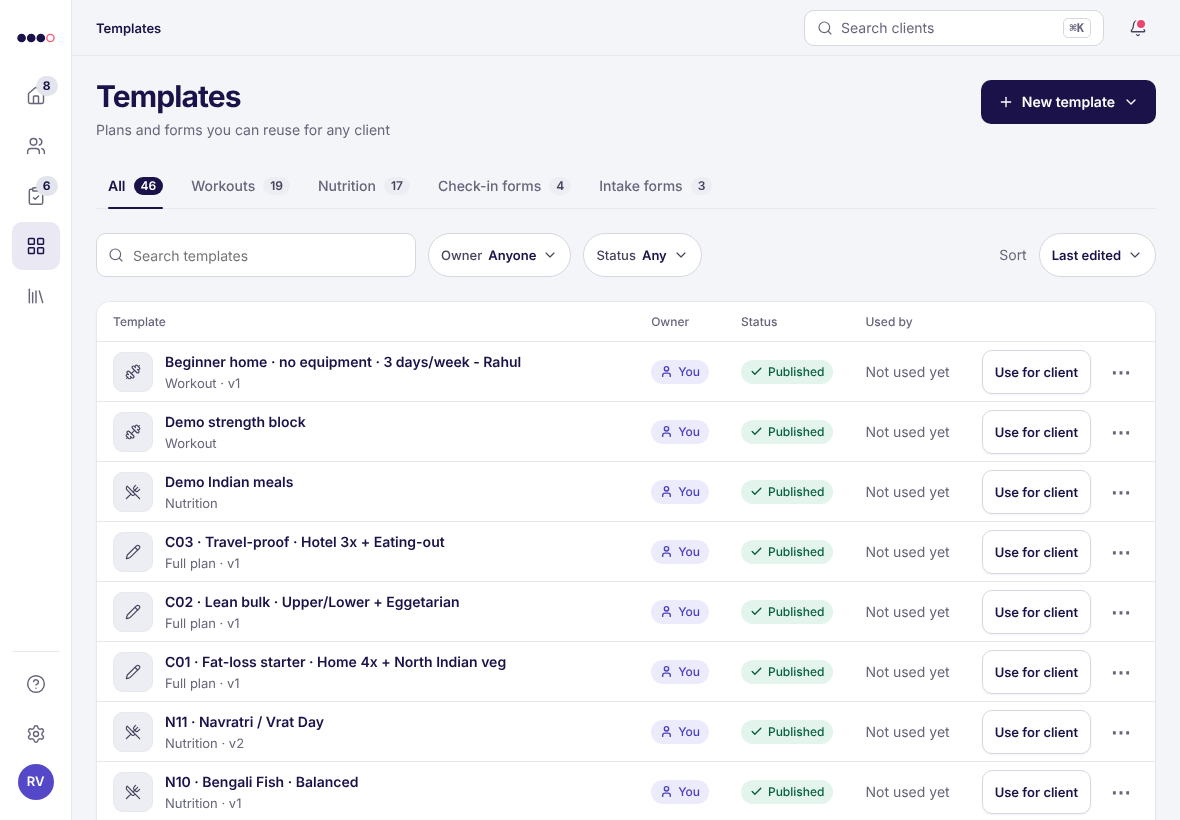 Templates
Search clients
⌘K
8
6
Templates
Plans and forms you can reuse for any client
+ New template
All 46
Workouts 19
Nutrition 17
Check-in forms 4
Intake forms 3
Search templates
Owner Anyone
Status Any
Sort
Last edited
Template
Owner
Status
Used by
Beginner home · no equipment · 3 days/week - Rahul
Workout · v1
You
Published
Not used yet
Use for client
Demo strength block
Workout
You
Published
Not used yet
Use for client
Demo Indian meals
Nutrition
You
Published
Not used yet
Use for client
C03 · Travel-proof · Hotel 3x + Eating-out
Full plan · v1
You
Published
Not used yet
Use for client
C02 · Lean bulk · Upper/Lower + Eggetarian
Full plan · v1
You
Published
Not used yet
Use for client
C01 · Fat-loss starter · Home 4x + North Indian veg
Full plan · v1
You
Published
Not used yet
Use for client
N11 · Navratri / Vrat Day
Nutrition · v2
You
Published
Not used yet
Use for client
N10 · Bengali Fish · Balanced
Nutrition · v1
You
Published
Not used yet
Use for client
RV